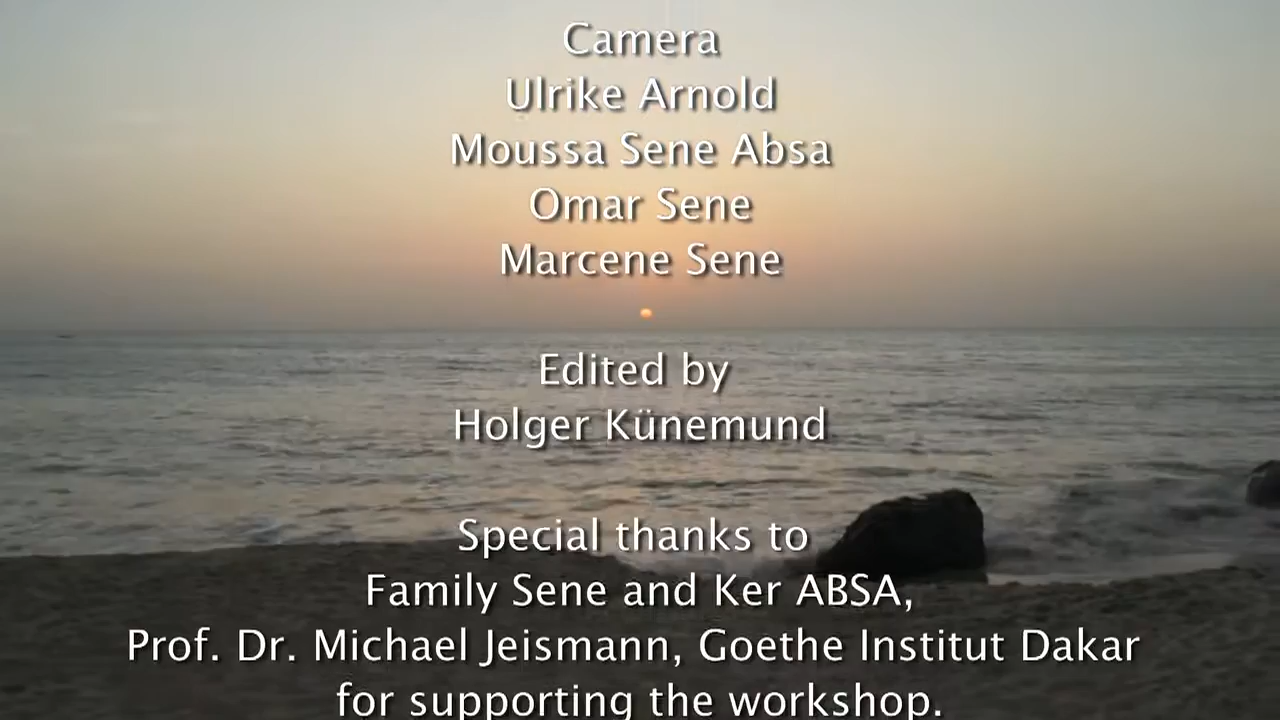 Camera
Ulrike Arnold
Moussa Sene Absa
Omar Sene
Marcene Sene
Edited by
Holger Künemund
Special thanks to
Family Sene and Ker ABSA,
Prof. Dr. Michael Jeismann, Goethe Institut Dakar
for supporting the workshop.